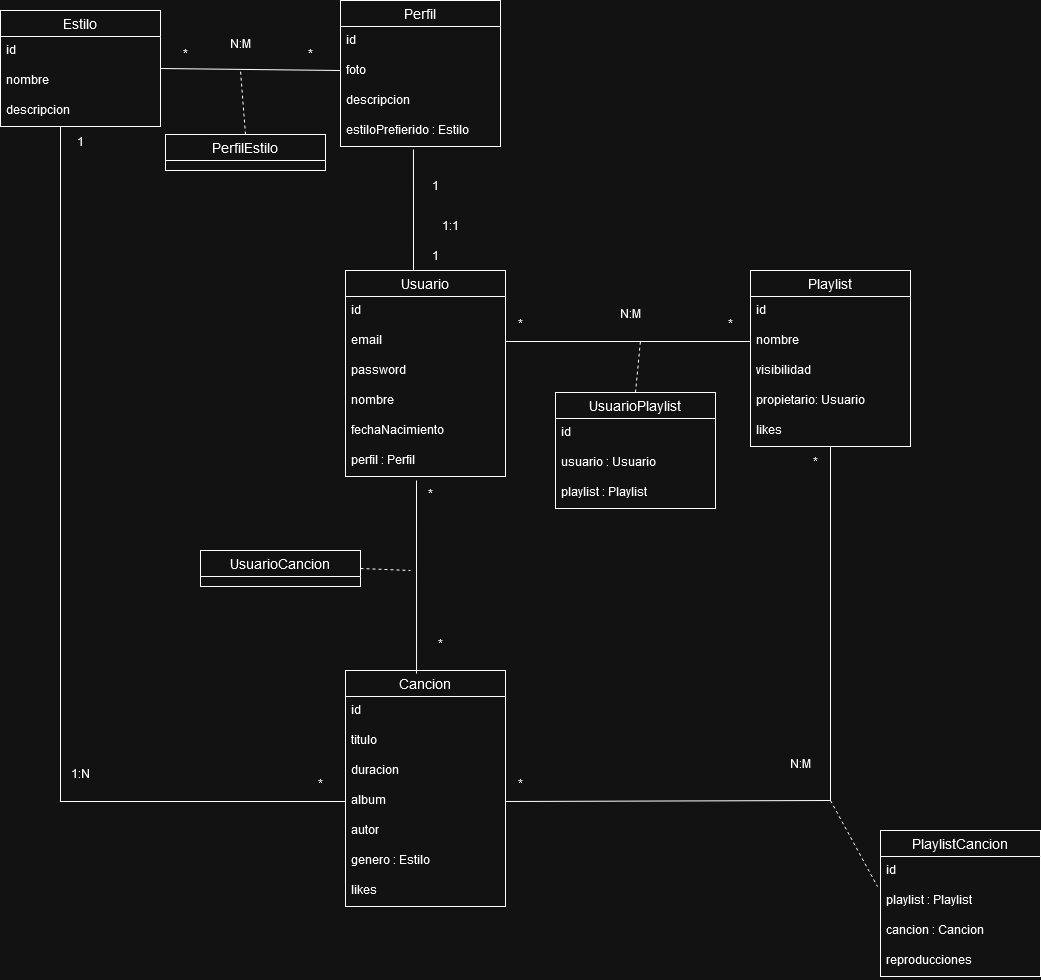 Estilo
id
nombre
descripcion
* N:M *
Perfil
id
foto
descripcion
estiloPrefierido : Estilo
PerfilEstilo
1
1
1:1
1
Usuario
id
email
password
nombre
fechaNacimiento
perfil : Perfil
* N:M *
Playlist
id
nombre
visibilidad
propietario: Usuario
likes
UsuarioPlaylist
id
usuario : Usuario
playlist : Playlist
*
*
UsuarioCancion
*
Cancion
id
titulo
duracion
album
autor
genero : Estilo
likes
1:N *
* N:M
PlaylistCancion
id
playlist : Playlist
cancion : Cancion
reproducciones